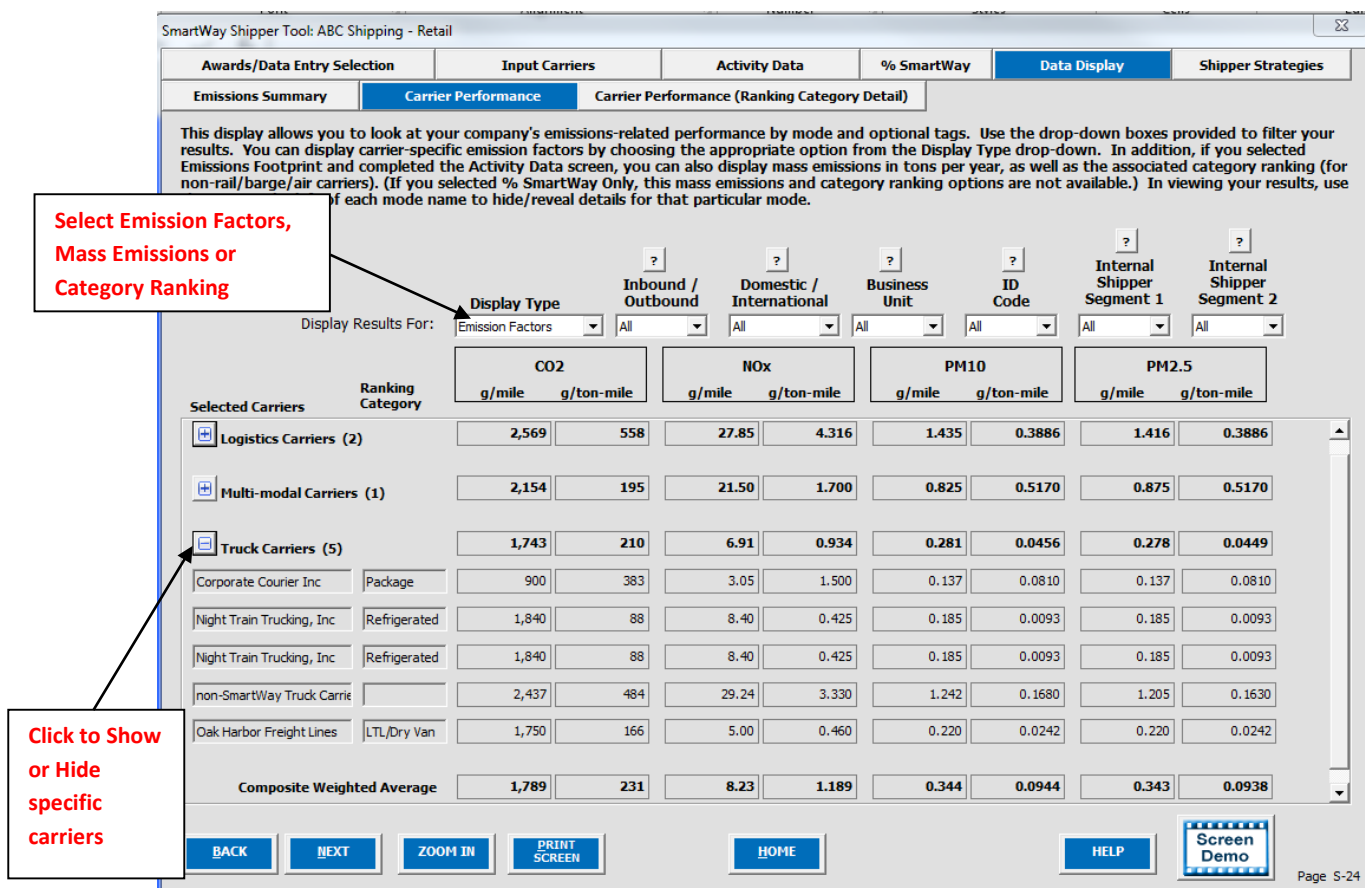 SmartWay Shipper Tool: ABC Shipping - Retail
Awards/Data Entry Selection Input Carriers Activity Data % SmartWay Data Display Shipper Strategies
Emissions Summary Carrier Performance Carrier Performance (Ranking Category Detail)
This display allows you to look at your company's emissions-related performance by mode and optional tags. Use the drop-down boxes provided to filter your
results. You can display carrier-specific emission factors by choosing the appropriate option from the Display Type drop-down. In addition, if you selected
Emissions Footprint and completed the Activity Data screen, you can also display mass emissions in tons per year, as well as the associated category ranking (for
non-rail/barge/air carriers). (If you selected % SmartWay Only, this mass emissions and category ranking options are not available.) In viewing your results, use
of each mode name to hide/reveal details for that particular mode.
Select Emission Factors,
Mass Emissions or
Category Ranking
? ? ? ? ? ?
Display Type
Inbound /
Outbound
Domestic /
International
Business
Unit
ID
Code
Internal
Shipper
Segment 1
Internal
Shipper
Segment 2
Display Results For: Emission Factors All All All All All All
CO2 NOx PM10 PM2.5
g/mile g/ton-mile g/mile g/ton-mile g/mile g/ton-mile g/mile g/ton-mile
Selected Carriers
Ranking
Category
Logistics Carriers (2) 2,569 558 27.85 4.316 1.435 0.3886 1.416 0.3886
Multi-modal Carriers (1) 2,154 195 21.50 1.700 0.825 0.5170 0.875 0.5170
Truck Carriers (5) 1,743 210 6.91 0.934 0.281 0.0456 0.278 0.0449
Corporate Courier Inc Package 900 383 3.05 1.500 0.137 0.0810 0.137 0.0810
Night Train Trucking, Inc Refrigerated 1,840 88 8.40 0.425 0.185 0.0093 0.185 0.0093
Night Train Trucking, Inc Refrigerated 1,840 88 8.40 0.425 0.185 0.0093 0.185 0.0093
non-SmartWay Truck Carrie 2,437 484 29.24 3.330 1.242 0.1680 1.205 0.1630
Oak Harbor Freight Lines LTL/Dry Van 1,750 166 5.00 0.460 0.220 0.0242 0.220 0.0242
Composite Weighted Average 1,789 231 8.23 1.189 0.344 0.0944 0.343 0.0938
Click to Show
or Hide
specific
carriers
BACK NEXT ZOOM IN PRINT SCREEN HOME HELP Screen Demo
Page S-24